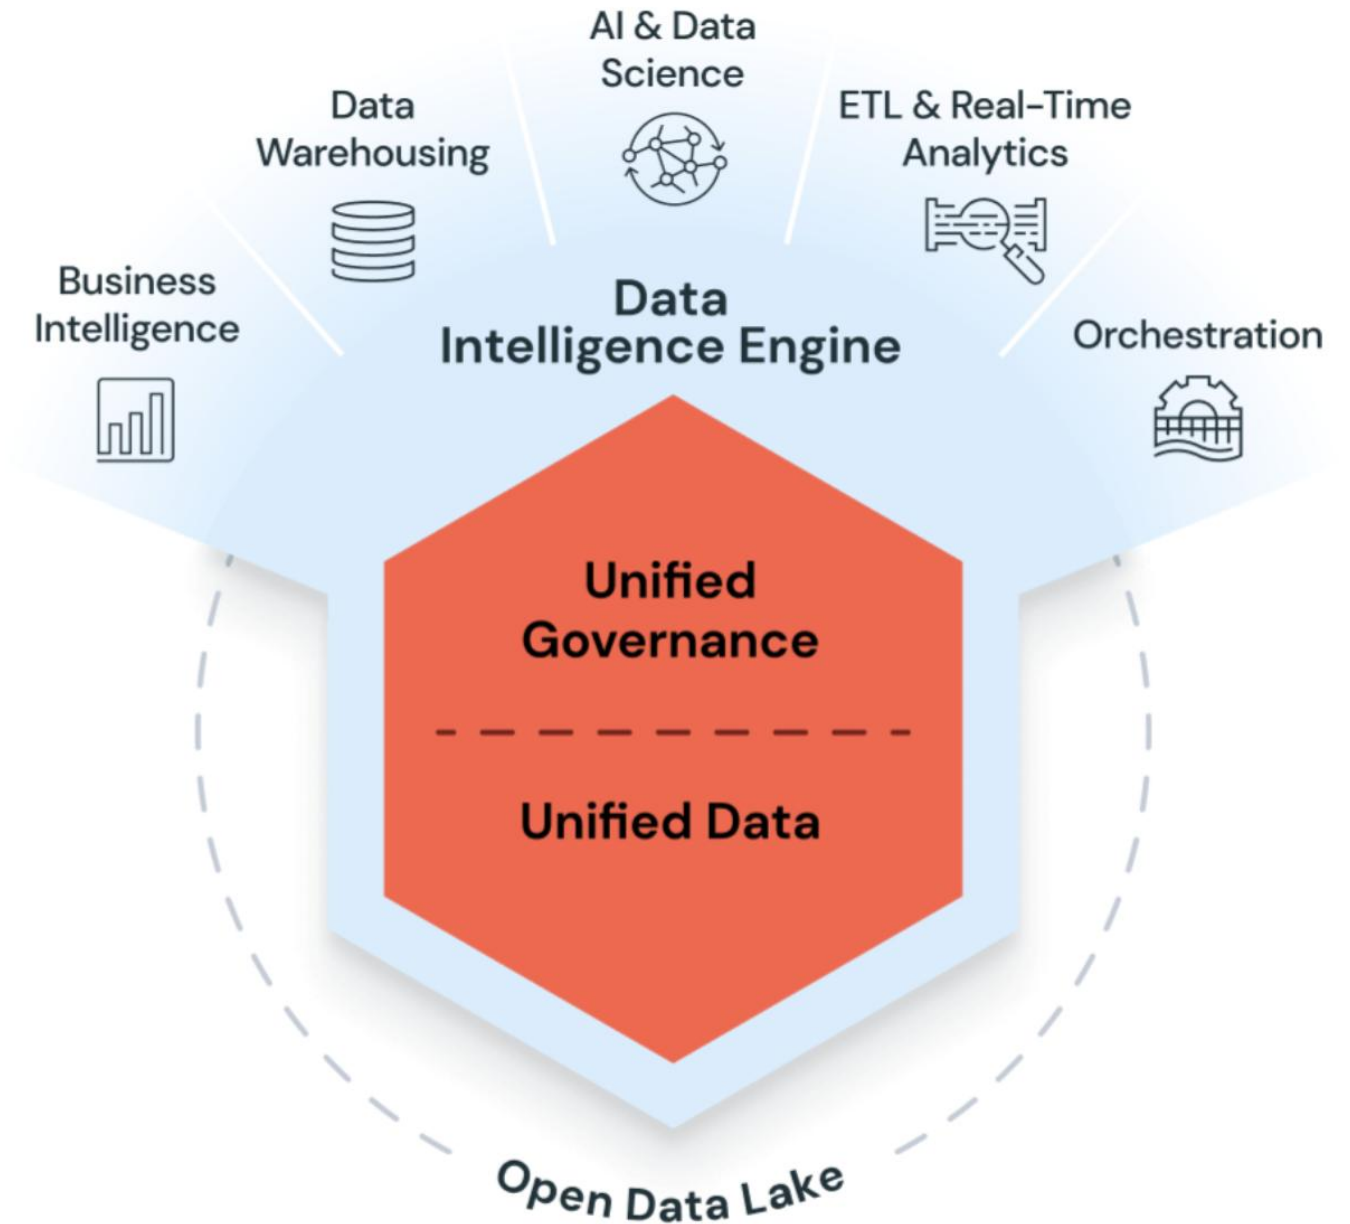 AI & Data
Science
Data
Warehousing
ETL & Real-Time
Analytics
Business
Intelligence
Orchestration
Data
Intelligence Engine
Unified
Governance
Unified Data
Open Data Lake